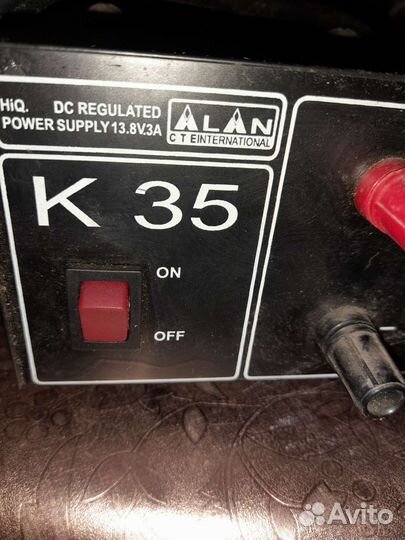 HiQ. DC REGULATED
POWER SUPPLY 13.8V.3A
ALAN
C T E INTERNATIONAL
K 35
ON
OFF
Avito